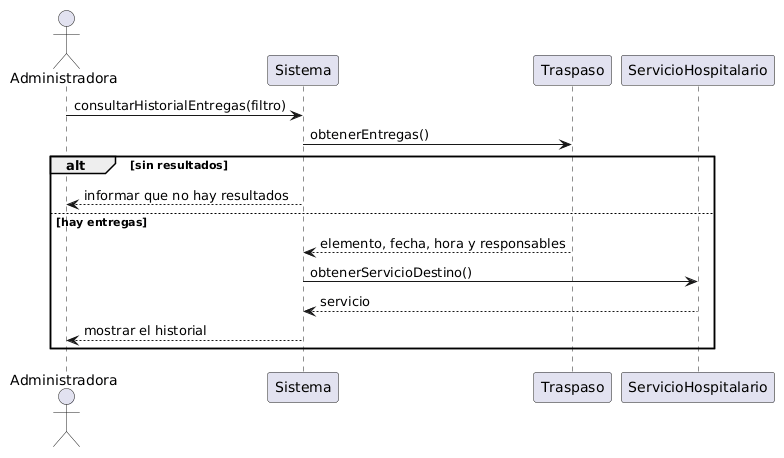 Administradora
Sistema
Traspaso
ServicioHospitalario
consultarHistorialEntregas(filtro)
obtenerEntregas()
alt [sin resultados]
informar que no hay resultados
[hay entregas]
elemento, fecha, hora y responsables
obtenerServicioDestino()
servicio
mostrar el historial
Administradora
Sistema
Traspaso
ServicioHospitalario